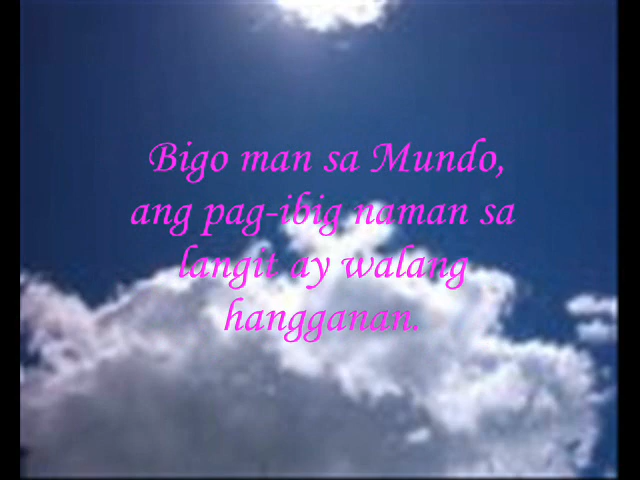 Bigo man sa Mundo,
ang pag-ibig naman sa
langit ay walang
hangganan.